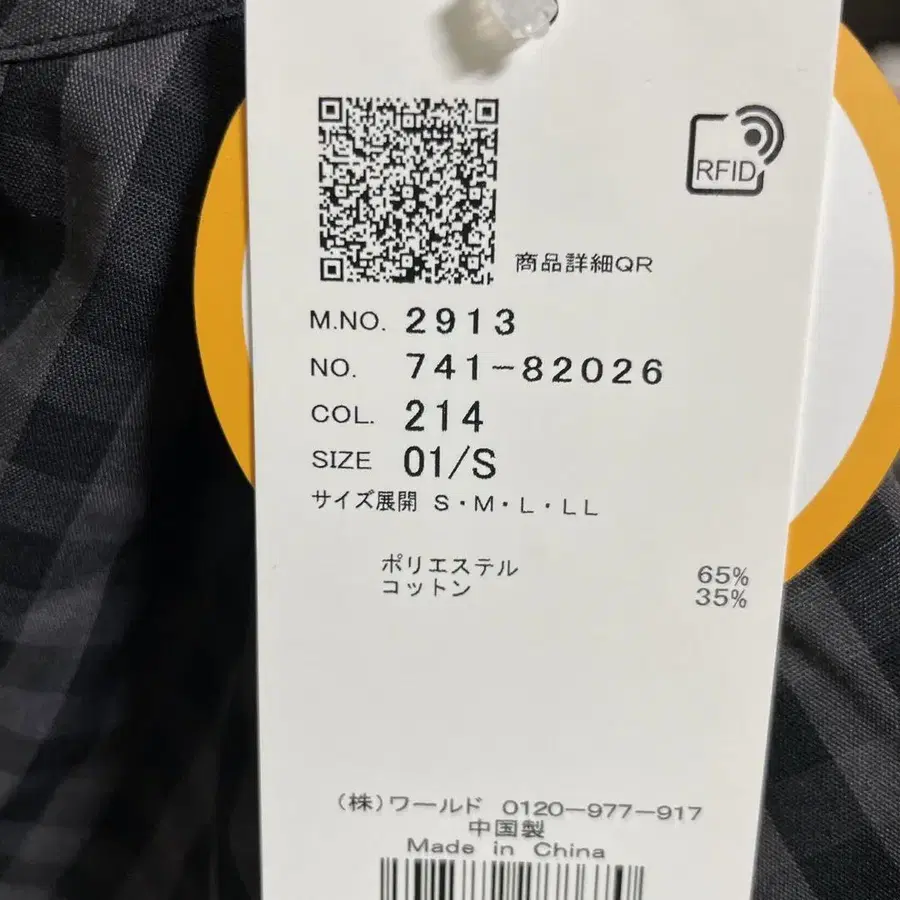 RFID
商品詳細QR
M.NO. 2913
NO. 741-82026
COL. 214
SIZE 01/S
サイズ展開 S・M・L・LL
ポリエステル 65%
コットン 35%
(株)ワールド 0120-977-917
中国製
Made in China